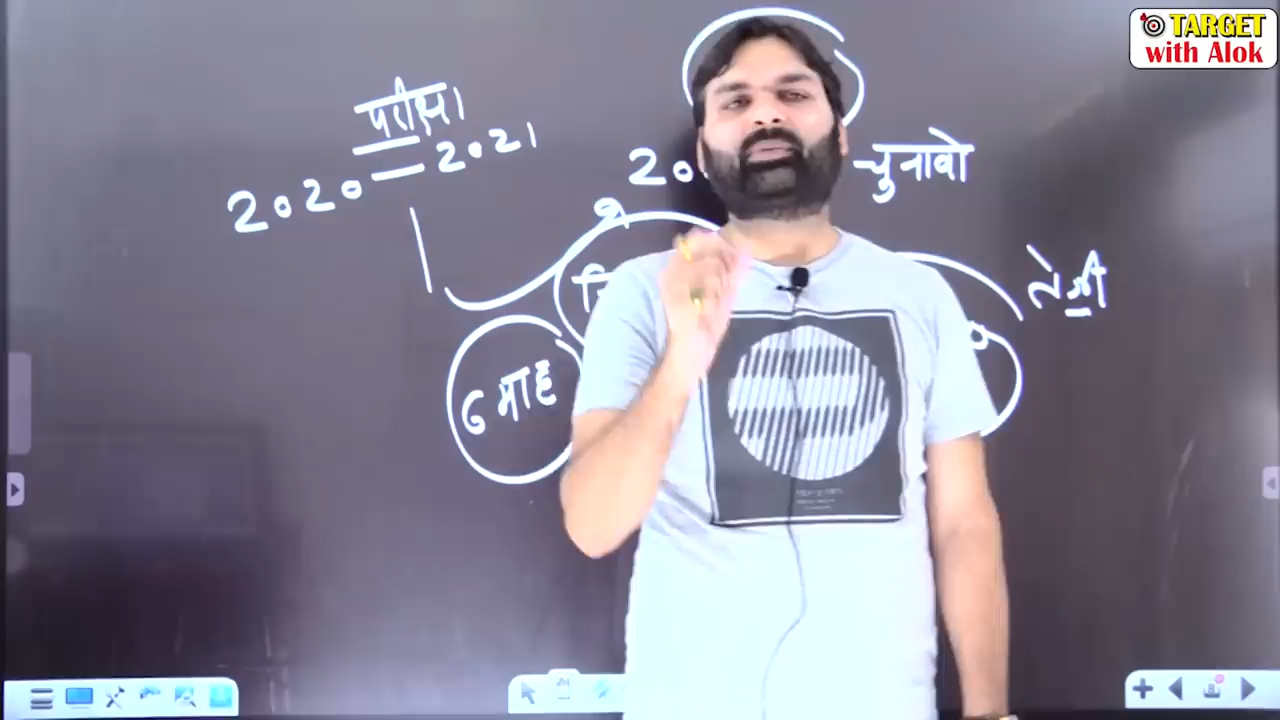 TARGET
with Alok
परीक्षा
2020 — 2021
20
चुनावो
तेजी
6 माह